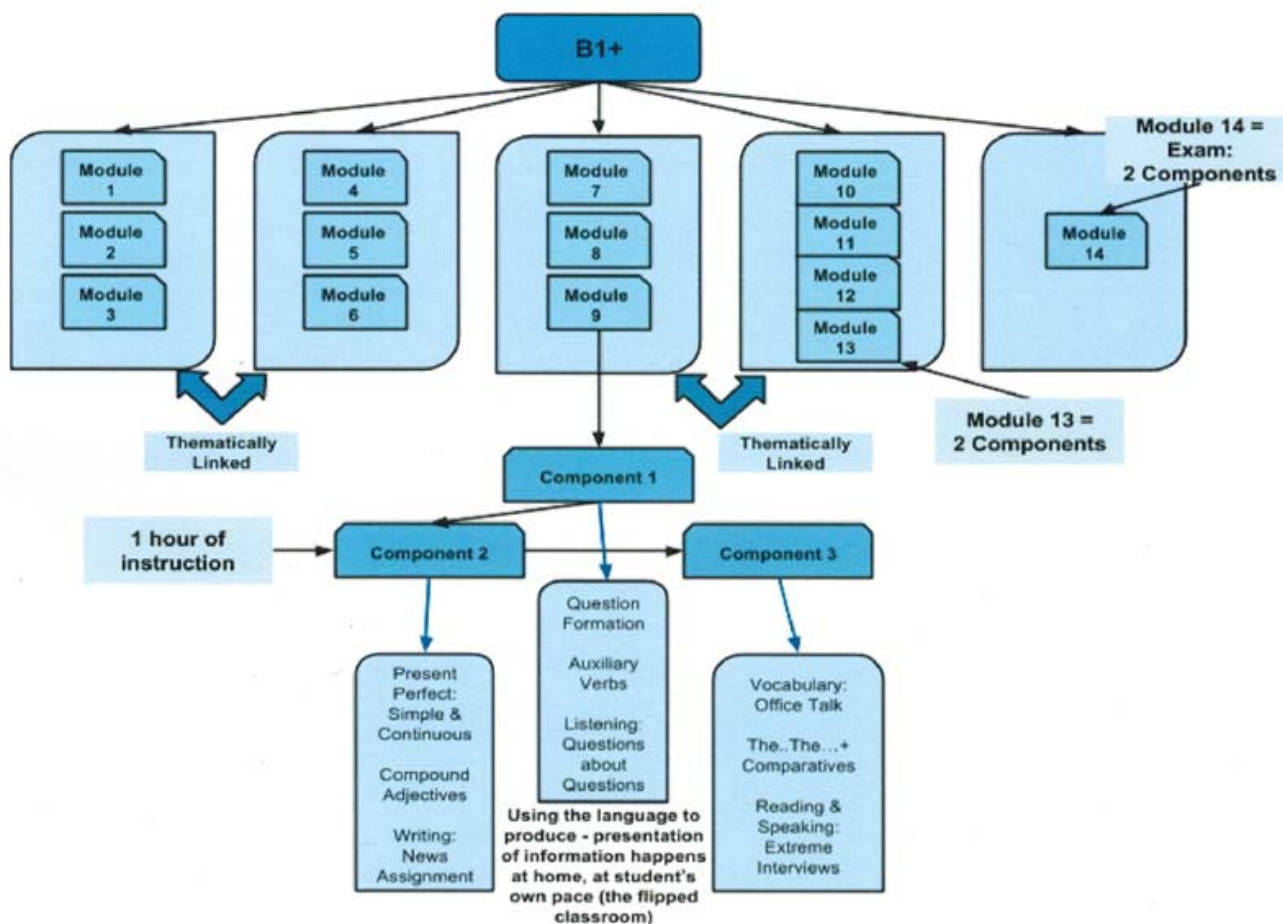 B1+
Module
1
Module
2
Module
3
Module
4
Module
5
Module
6
Module
7
Module
8
Module
9
Module
10
Module
11
Module
12
Module
13
Module
14
Module 14 =
Exam:
2 Components
Thematically
Linked
Thematically
Linked
Module 13 =
2 Components
Component 1
1 hour of
instruction
Component 2
Component 3
Present
Perfect:
Simple &
Continuous
Compound
Adjectives
Writing:
News
Assignment
Question
Formation
Auxiliary
Verbs
Listening:
Questions
about
Questions
Using the language to
produce - presentation
of information happens
at home, at student's
own pace (the flipped
classroom)
Vocabulary:
Office Talk
The..The...+
Comparatives
Reading &
Speaking:
Extreme
Interviews